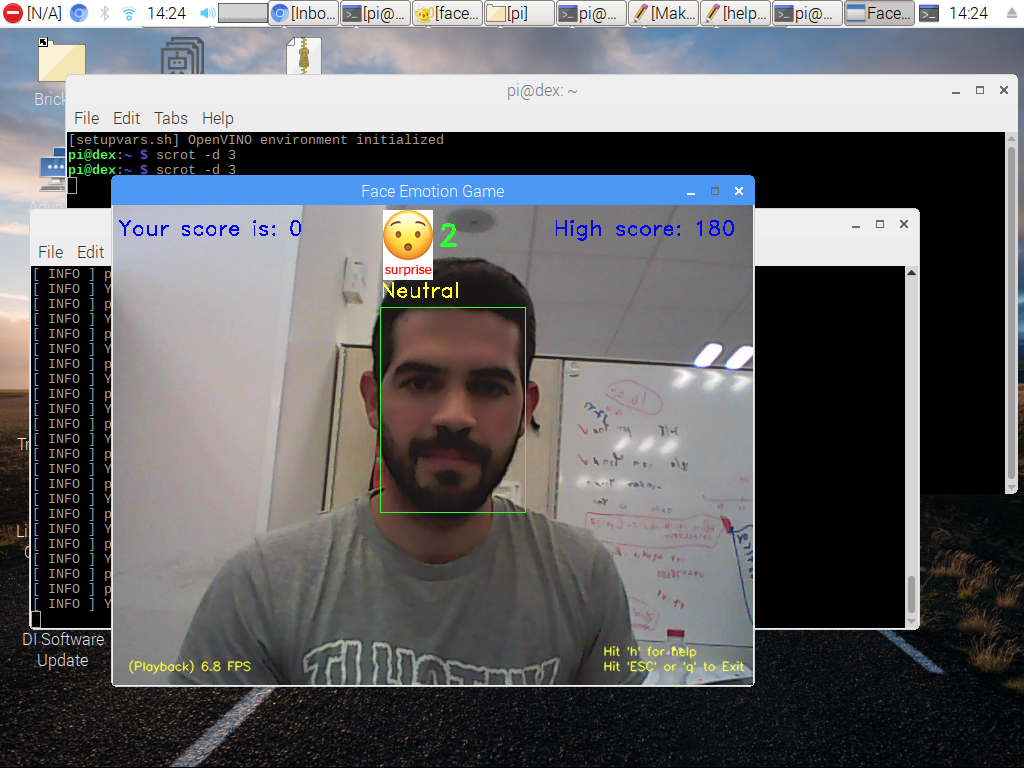 [N/A] 14:24 [Inbo... [pi@... [face... [pi] pi@... [Mak... [help... pi@... Face... 14:24
Brick
pi@dex: ~
File Edit Tabs Help
[setupvars.sh] OpenVINO environment initialized
pi@dex:~ $ scrot -d 3
pi@dex:~ $ scrot -d 3
Face Emotion Game
Your score is: 0
2
High score: 180
surprise
Neutral
File Edit
[ INFO ] p
[ INFO ] Y
[ INFO ] p
[ INFO ] Y
[ INFO ] p
[ INFO ] Y
[ INFO ] p
[ INFO ] Y
[ INFO ] p
[ INFO ] Y
[ INFO ] p
[ INFO ] Y
[ INFO ] p
[ INFO ] Y
[ INFO ] p
[ INFO ] Y
[ INFO ] p
[ INFO ] Y
[ INFO ] p
[ INFO ] Y
[ INFO ] p
[ INFO ] p
[ INFO ] Y
DI Software
Update
(Playback) 6.8 FPS
Hit 'h' for help
Hit 'ESC' or 'q' to Exit